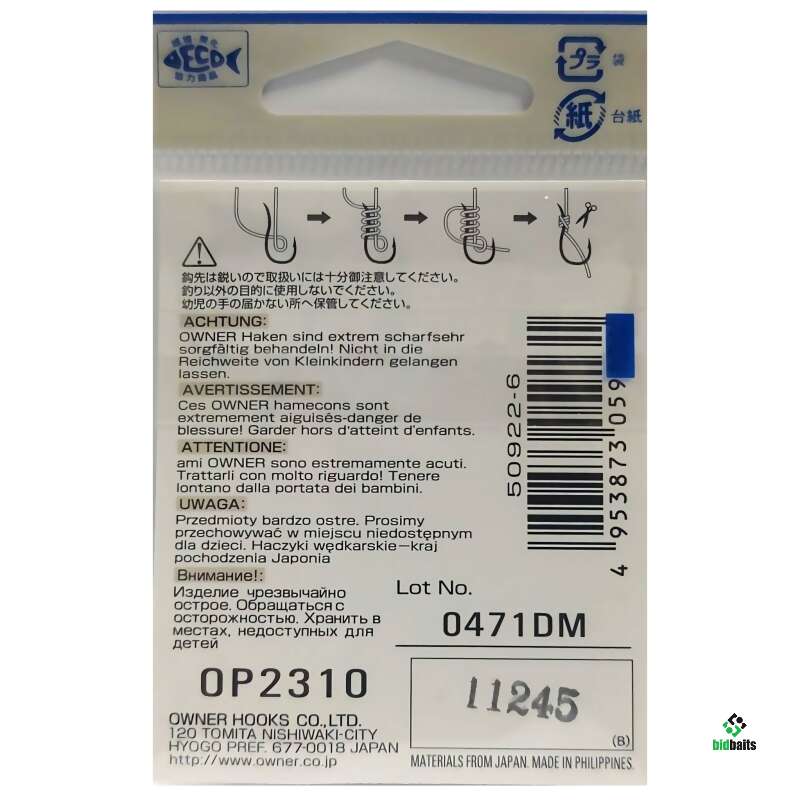 環境・安心
ECO
協力商品
プラ
袋
紙
台紙
鈎先は鋭いので取扱いには十分御注意してください。
釣り以外の目的に使用しないでください。
幼児の手の届かない所へ保管してください。
ACHTUNG:
OWNER Haken sind extrem scharfsehr
sorgfältig behandeln! Nicht in die
Reichweite von Kleinkindern gelangen
lassen.
AVERTISSEMENT:
Ces OWNER hamecons sont
extremement aiguisés-danger de
blessure! Garder hors d'atteint d'enfants.
ATTENTIONE:
ami OWNER sono estremamente acuti.
Trattarli con molto riguardo! Tenere
lontano dalla portata dei bambini.
UWAGA:
Przedmioty bardzo ostre. Prosimy
przechowywać w miejscu niedostępnym
dla dzieci. Haczyki wędkarskie–kraj
pochodzenia Japonia
Внимание!:
Изделие чрезвычайно
острое. Обращаться с
осторожностью. Хранить в
местах, недоступных для
детей
50922-6
4 953873 059
Lot No.
0471DM
OP2310
11245
(B)
OWNER HOOKS CO.,LTD.
120 TOMITA NISHIWAKI-CITY
HYOGO PREF. 677-0018 JAPAN
www.owner.co.jp
MATERIALS FROM JAPAN. MADE IN PHILIPPINES.
bidbaits